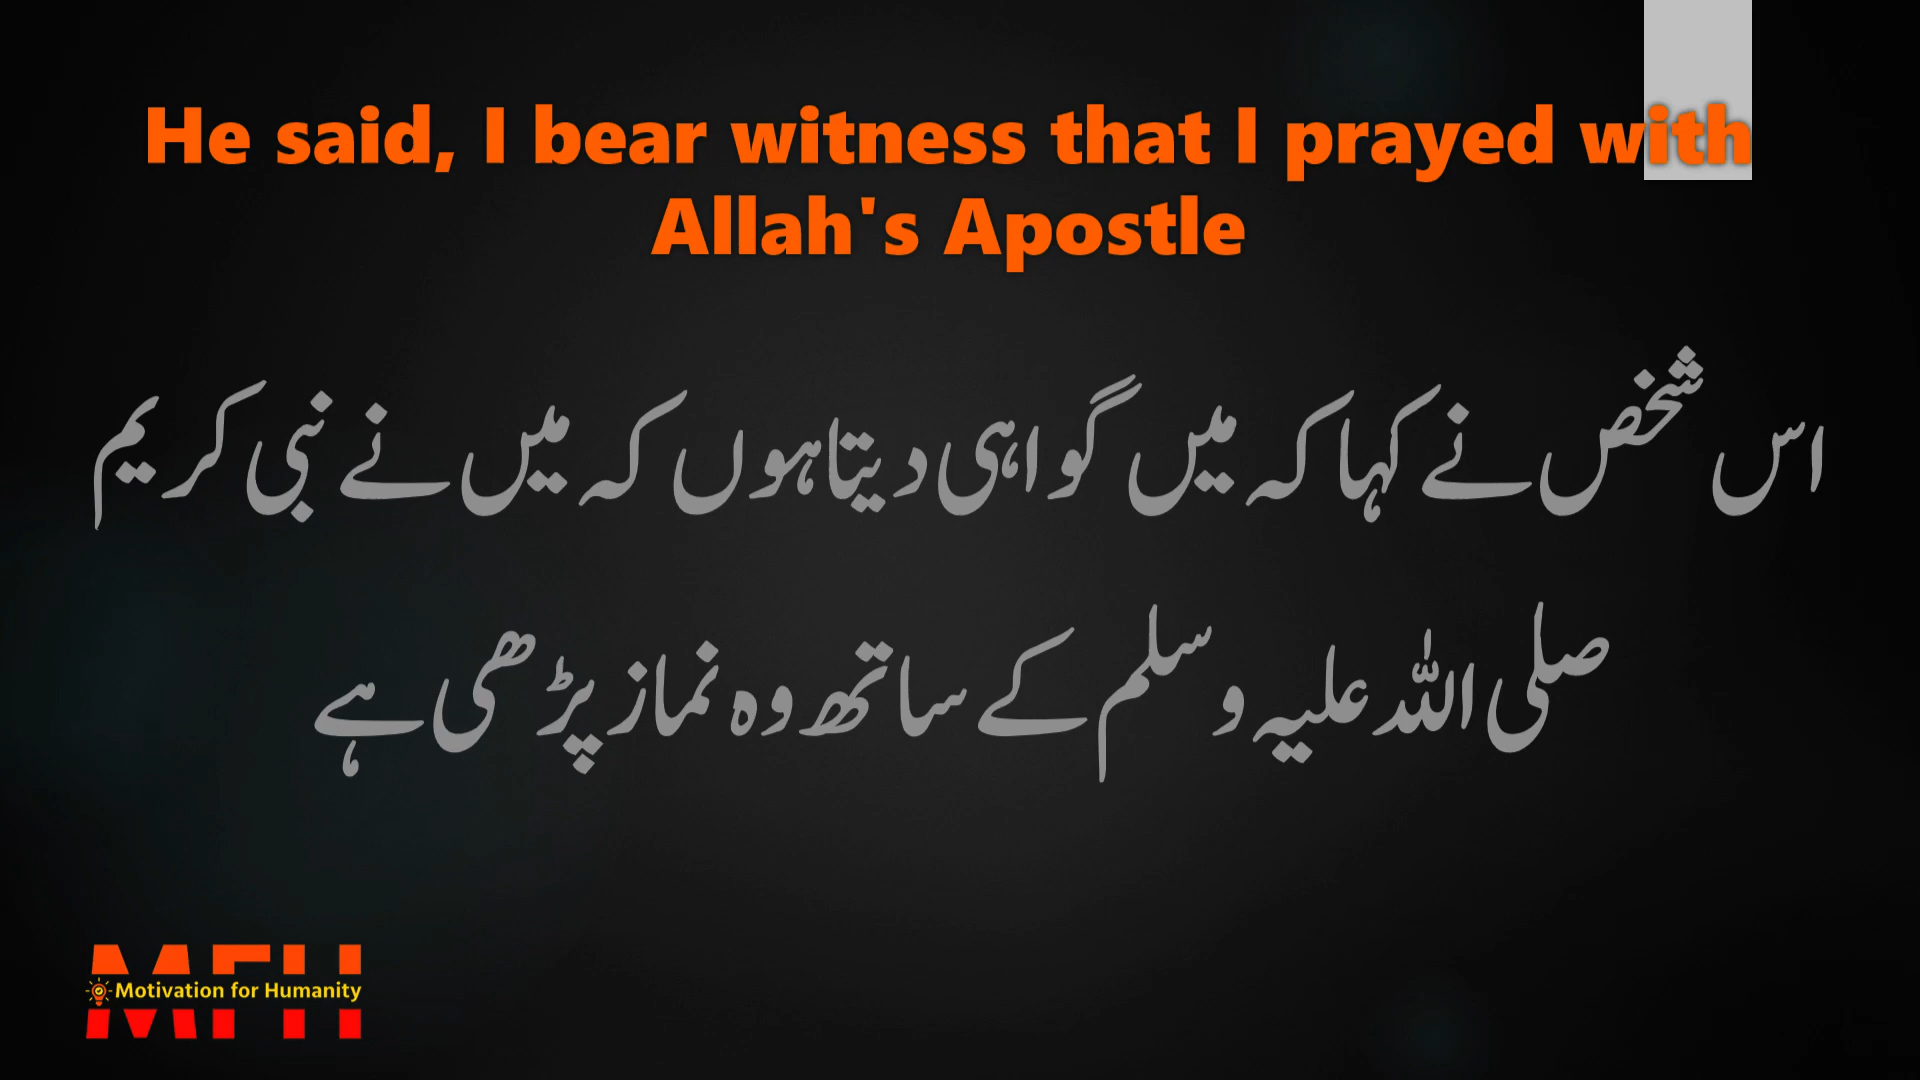 He said, I bear witness that I prayed with
Allah's Apostle
اس شخص نے کہا کہ میں گواہی دیتا ہوں کہ میں نے نبی کریم
صلی اللہ علیہ وسلم کے ساتھ وہ نماز پڑھی ہے
MFH
Motivation for Humanity